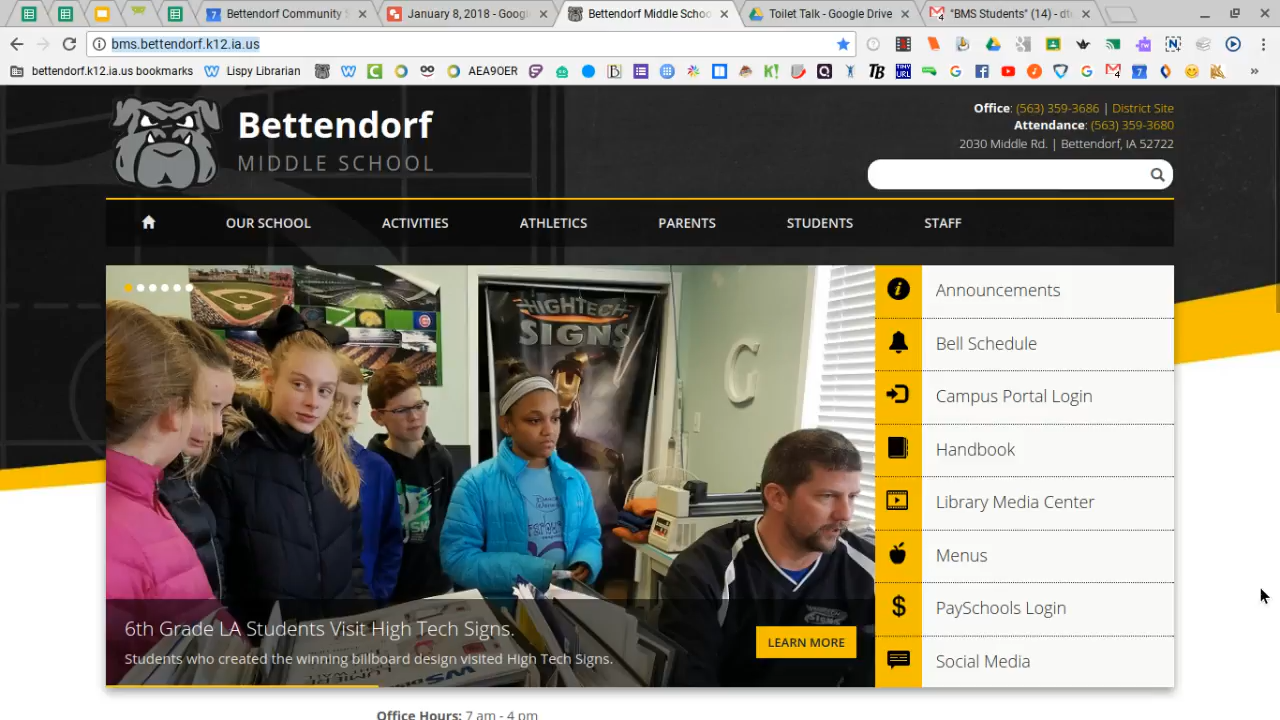 Bettendorf Community
January 8, 2018 - Googl
Bettendorf Middle Schoo
Toilet Talk - Google Drive
"BMS Students" (14) - dt
bms.bettendorf.k12.ia.us
bettendorf.k12.ia.us bookmarks
Lispy Librarian
AEA9OER
TINY
URL
Bettendorf
MIDDLE SCHOOL
Office: (563) 359-3686 | District Site
Attendance: (563) 359-3680
2030 Middle Rd. | Bettendorf, IA 52722
OUR SCHOOL
ACTIVITIES
ATHLETICS
PARENTS
STUDENTS
STAFF
HIGHTECH
SIGNS
G
Announcements
Bell Schedule
Campus Portal Login
Handbook
Library Media Center
Menus
PaySchools Login
Social Media
6th Grade LA Students Visit High Tech Signs.
Students who created the winning billboard design visited High Tech Signs.
LEARN MORE
Office Hours: 7 am - 4 pm